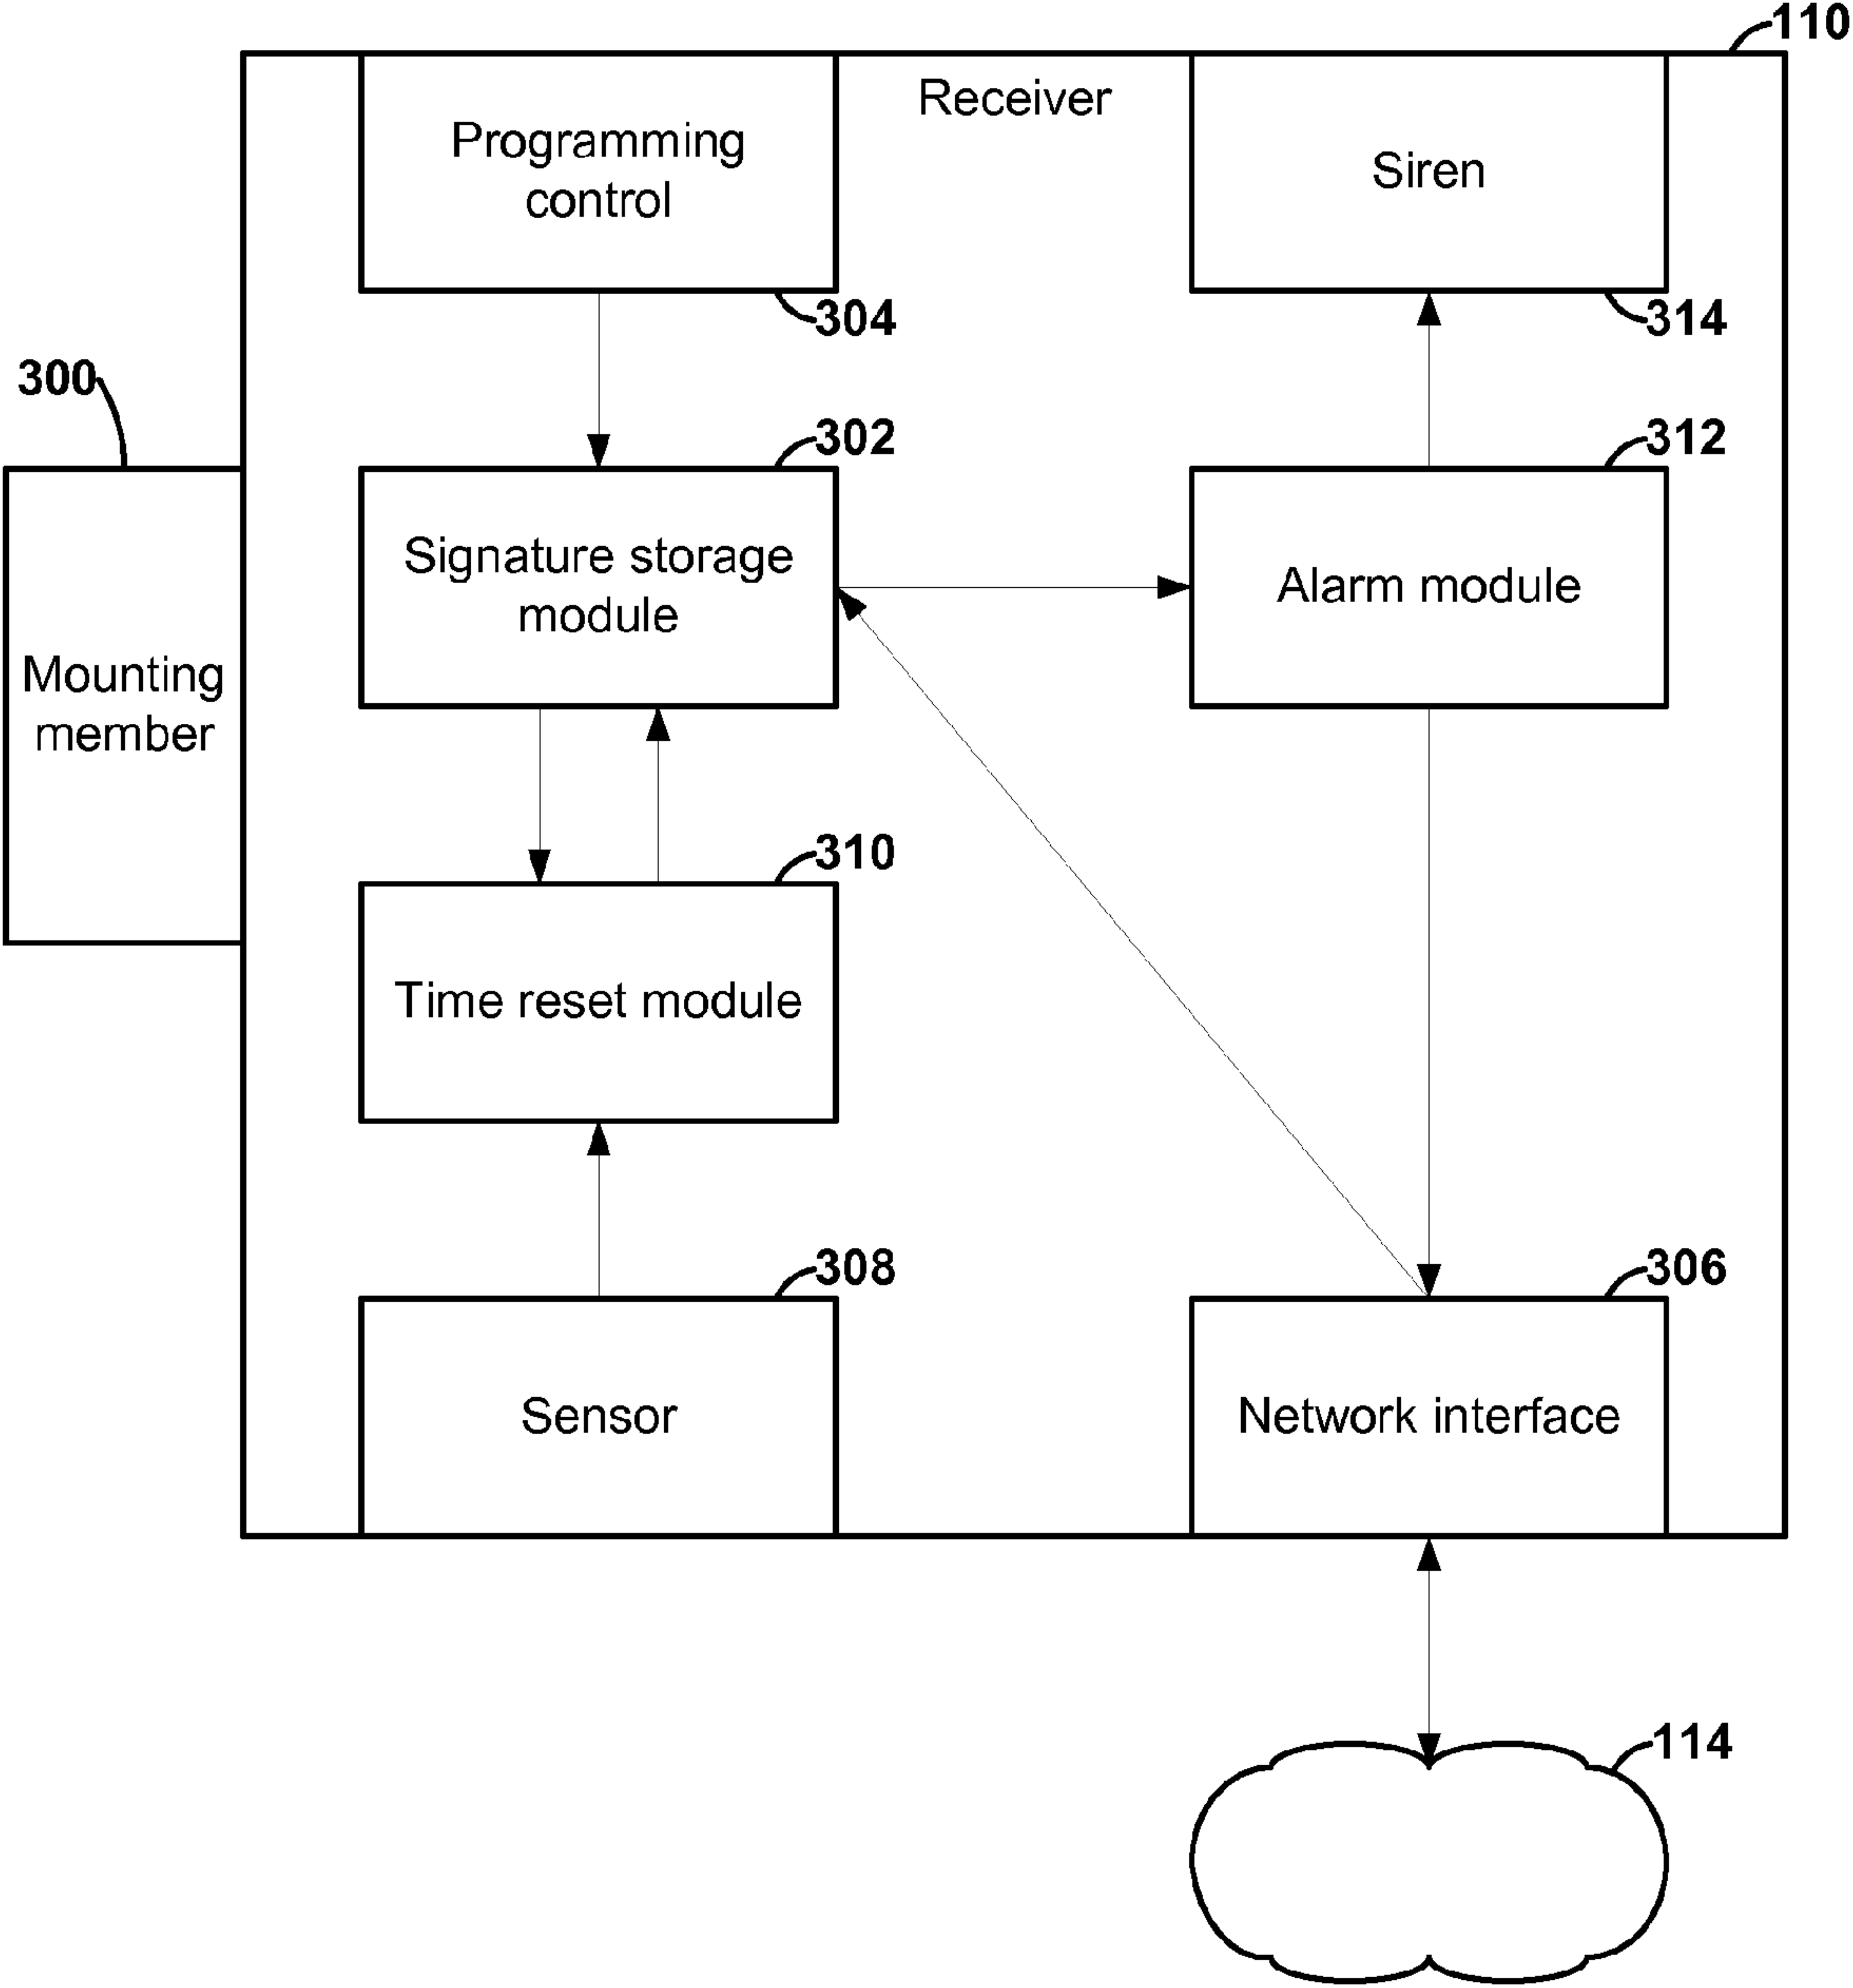 110
Receiver
Programming
control
Siren
304
314
300
302
312
Signature storage
module
Alarm module
Mounting
member
310
Time reset module
308
306
Sensor
Network interface
114